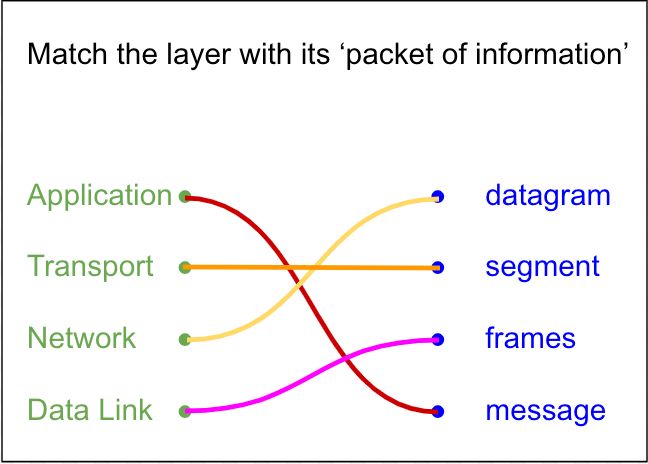 Match the layer with its ‘packet of information’
Application datagram
Transport segment
Network frames
Data Link message